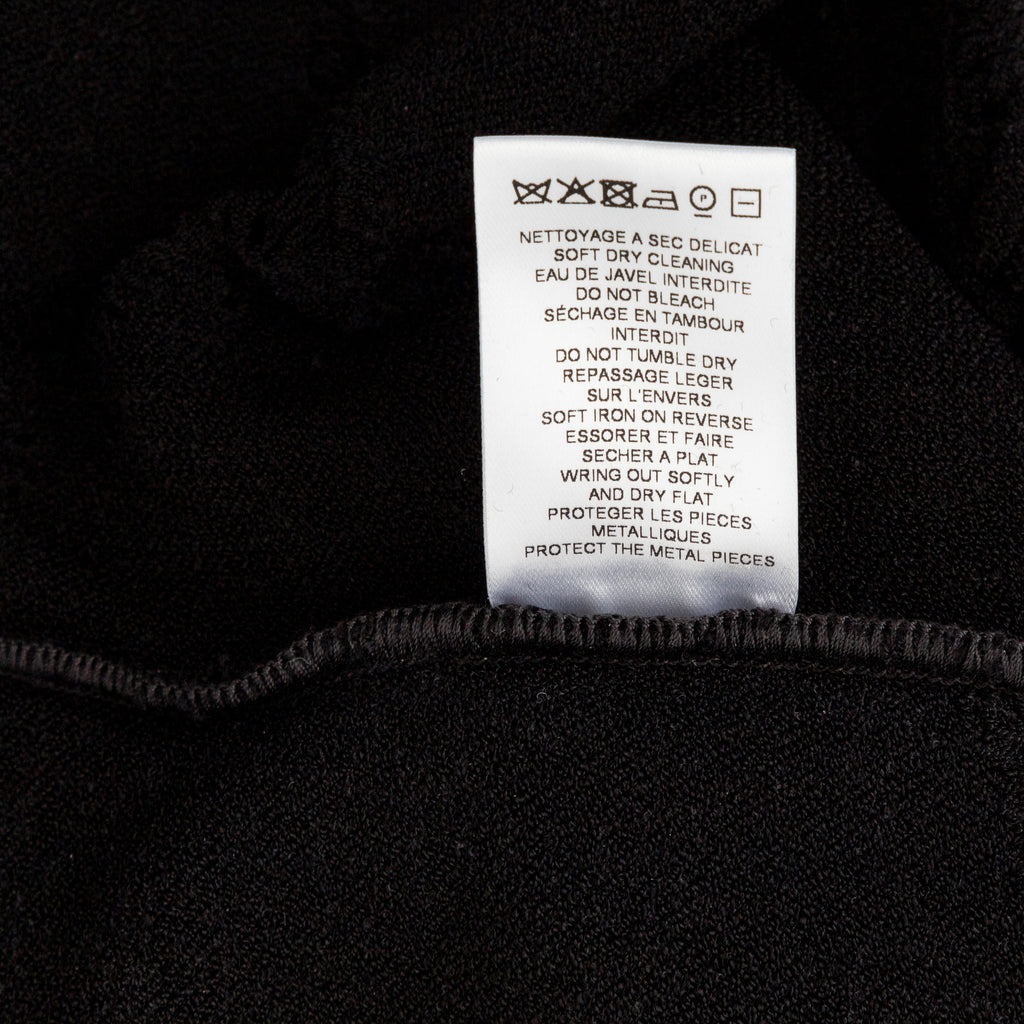 P
NETTOYAGE A SEC DELICAT
SOFT DRY CLEANING
EAU DE JAVEL INTERDITE
DO NOT BLEACH
SÉCHAGE EN TAMBOUR
INTERDIT
DO NOT TUMBLE DRY
REPASSAGE LEGER
SUR L'ENVERS
SOFT IRON ON REVERSE
ESSORER ET FAIRE
SECHER A PLAT
WRING OUT SOFTLY
AND DRY FLAT
PROTEGER LES PIECES
METALLIQUES
PROTECT THE METAL PIECES